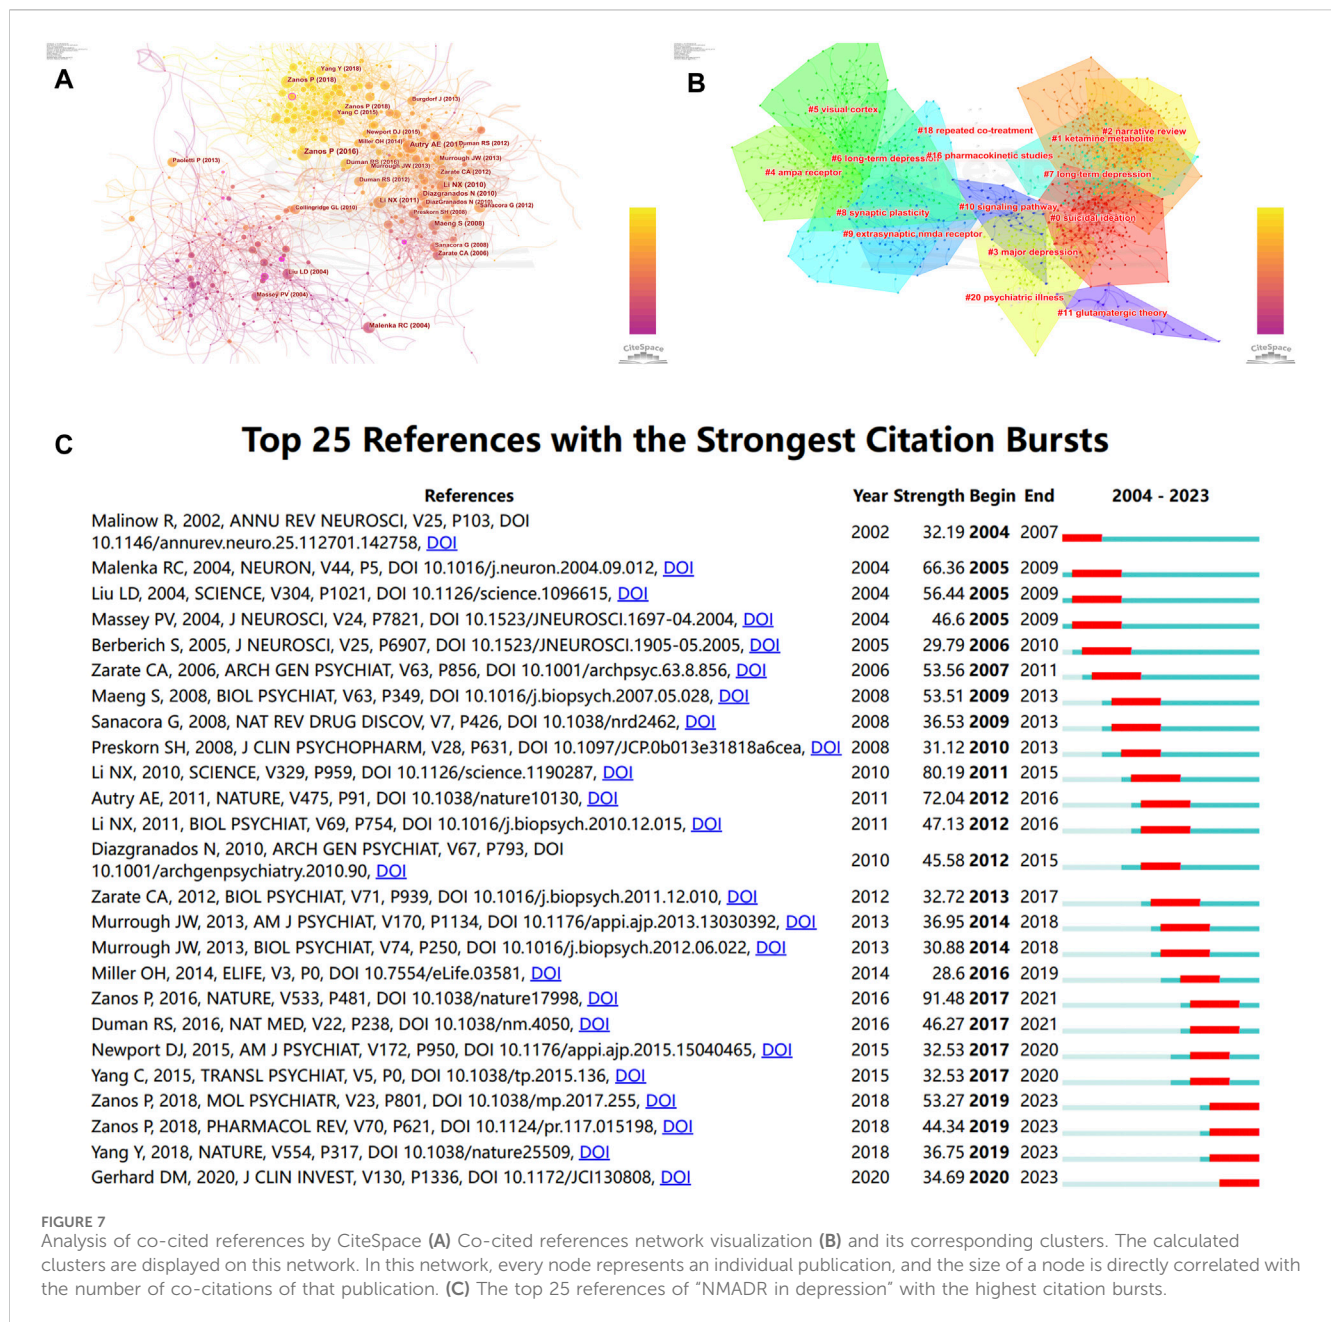 A
Yang Y (2018)
Zanos P (2018)
Zanos P (2018)
Yang C (2015)
Burgdorf J (2013)
Newport DJ (2015)
Miller OH (2014)
Autry AE (201
Duman RS (2012)
Zanos P (2016)
Paoletti P (2013)
Duman RS (2016)
Murrough JW (2013)
Murrough JW (2013)
Zarate CA (2012)
Duman RS (2012)
Li NX (2010)
Diazgranados N (2010)
Li NX (2011)
DiazGranados N (2010)
Sanacora G (2012)
Collingridge GL (2010)
Preskorn SH (2008)
Maeng S (2008)
Sanacora G (2008)
Zarate CA (2006)
Liu LD (2004)
Massey PV (2004)
Malenka RC (2004)
CiteSpace
B
#5 visual cortex
#18 repeated co-treatment
#2 narrative review
#1 ketamine metabolite
#6 long-term depression
#16 pharmacokinetic studies
#4 ampa receptor
#7 long-term depression
#8 synaptic plasticity
#10 signaling pathway
#0 suicidal ideation
#9 extrasynaptic nmda receptor
#3 major depression
#20 psychiatric illness
#11 glutamatergic theory
CiteSpace
C
Top 25 References with the Strongest Citation Bursts
References Year Strength Begin End 2004 - 2023
Malinow R, 2002, ANNU REV NEUROSCI, V25, P103, DOI
10.1146/annurev.neuro.25.112701.142758, DOI 2002 32.19 2004 2007
Malenka RC, 2004, NEURON, V44, P5, DOI 10.1016/j.neuron.2004.09.012, DOI 2004 66.36 2005 2009
Liu LD, 2004, SCIENCE, V304, P1021, DOI 10.1126/science.1096615, DOI 2004 56.44 2005 2009
Massey PV, 2004, J NEUROSCI, V24, P7821, DOI 10.1523/JNEUROSCI.1697-04.2004, DOI 2004 46.6 2005 2009
Berberich S, 2005, J NEUROSCI, V25, P6907, DOI 10.1523/JNEUROSCI.1905-05.2005, DOI 2005 29.79 2006 2010
Zarate CA, 2006, ARCH GEN PSYCHIAT, V63, P856, DOI 10.1001/archpsyc.63.8.856, DOI 2006 53.56 2007 2011
Maeng S, 2008, BIOL PSYCHIAT, V63, P349, DOI 10.1016/j.biopsych.2007.05.028, DOI 2008 53.51 2009 2013
Sanacora G, 2008, NAT REV DRUG DISCOV, V7, P426, DOI 10.1038/nrd2462, DOI 2008 36.53 2009 2013
Preskorn SH, 2008, J CLIN PSYCHOPHARM, V28, P631, DOI 10.1097/JCP.0b013e31818a6cea, DOI 2008 31.12 2010 2013
Li NX, 2010, SCIENCE, V329, P959, DOI 10.1126/science.1190287, DOI 2010 80.19 2011 2015
Autry AE, 2011, NATURE, V475, P91, DOI 10.1038/nature10130, DOI 2011 72.04 2012 2016
Li NX, 2011, BIOL PSYCHIAT, V69, P754, DOI 10.1016/j.biopsych.2010.12.015, DOI 2011 47.13 2012 2016
Diazgranados N, 2010, ARCH GEN PSYCHIAT, V67, P793, DOI
10.1001/archgenpsychiatry.2010.90, DOI 2010 45.58 2012 2015
Zarate CA, 2012, BIOL PSYCHIAT, V71, P939, DOI 10.1016/j.biopsych.2011.12.010, DOI 2012 32.72 2013 2017
Murrough JW, 2013, AM J PSYCHIAT, V170, P1134, DOI 10.1176/appi.ajp.2013.13030392, DOI 2013 36.95 2014 2018
Murrough JW, 2013, BIOL PSYCHIAT, V74, P250, DOI 10.1016/j.biopsych.2012.06.022, DOI 2013 30.88 2014 2018
Miller OH, 2014, ELIFE, V3, P0, DOI 10.7554/eLife.03581, DOI 2014 28.6 2016 2019
Zanos P, 2016, NATURE, V533, P481, DOI 10.1038/nature17998, DOI 2016 91.48 2017 2021
Duman RS, 2016, NAT MED, V22, P238, DOI 10.1038/nm.4050, DOI 2016 46.27 2017 2021
Newport DJ, 2015, AM J PSYCHIAT, V172, P950, DOI 10.1176/appi.ajp.2015.15040465, DOI 2015 32.53 2017 2020
Yang C, 2015, TRANSL PSYCHIAT, V5, P0, DOI 10.1038/tp.2015.136, DOI 2015 32.53 2017 2020
Zanos P, 2018, MOL PSYCHIATR, V23, P801, DOI 10.1038/mp.2017.255, DOI 2018 53.27 2019 2023
Zanos P, 2018, PHARMACOL REV, V70, P621, DOI 10.1124/pr.117.015198, DOI 2018 44.34 2019 2023
Yang Y, 2018, NATURE, V554, P317, DOI 10.1038/nature25509, DOI 2018 36.75 2019 2023
Gerhard DM, 2020, J CLIN INVEST, V130, P1336, DOI 10.1172/JCI130808, DOI 2020 34.69 2020 2023
FIGURE 7
Analysis of co-cited references by CiteSpace (A) Co-cited references network visualization (B) and its corresponding clusters. The calculated
clusters are displayed on this network. In this network, every node represents an individual publication, and the size of a node is directly correlated with
the number of co-citations of that publication. (C) The top 25 references of “NMADR in depression” with the highest citation bursts.